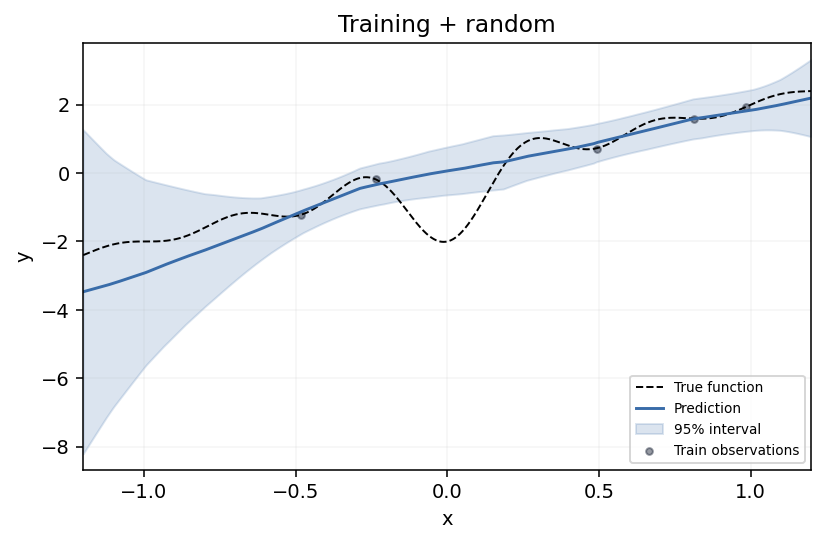 Training + random
y
2
0
−2
−4
−6
−8
−1.0
−0.5
0.0
0.5
1.0
x
True function
Prediction
95% interval
Train observations